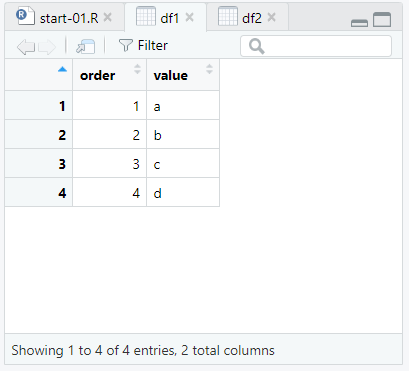 start-01.R df1 df2
Filter
order value
1 1 a
2 2 b
3 3 c
4 4 d
Showing 1 to 4 of 4 entries, 2 total columns